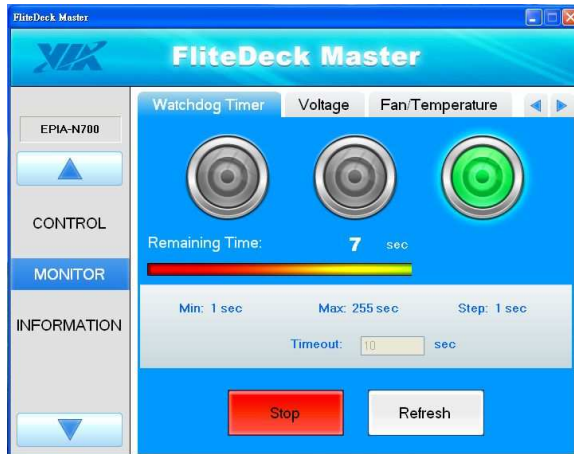 FliteDeck Master
VIA FliteDeck Master
Watchdog Timer Voltage Fan/Temperature
EPIA-N700
CONTROL
MONITOR
INFORMATION
Remaining Time: 7 sec
Min: 1 sec Max: 255 sec Step: 1 sec
Timeout: 10 sec
Stop Refresh